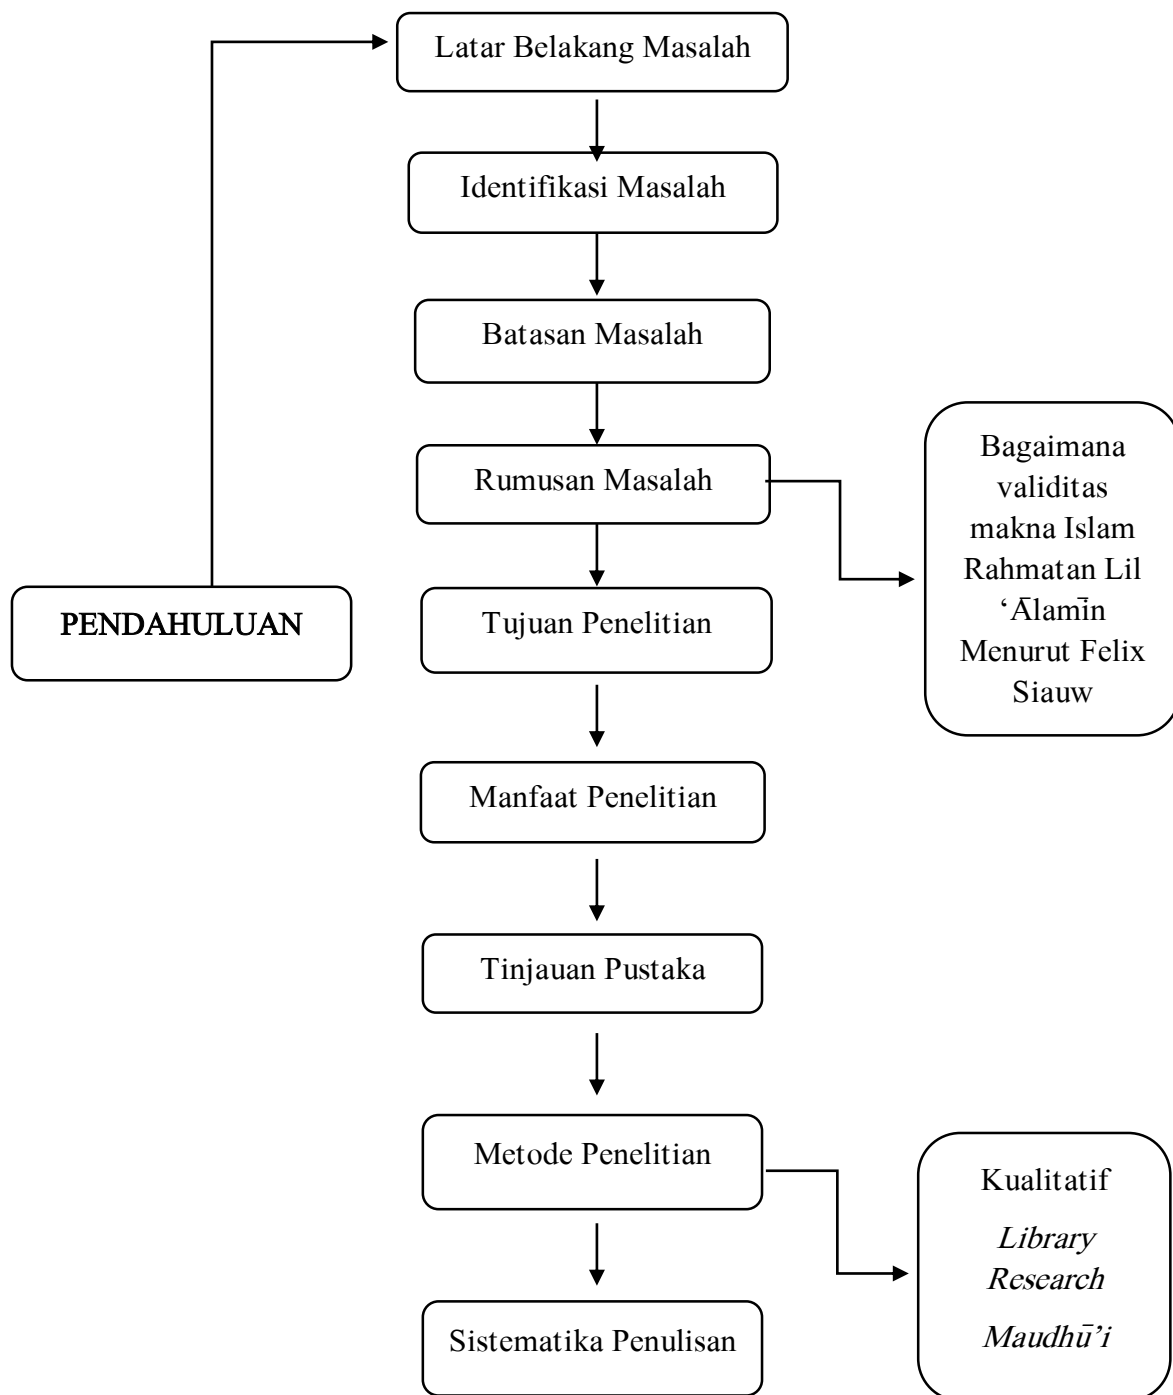 Latar Belakang Masalah
Identifikasi Masalah
Batasan Masalah
Rumusan Masalah
Bagaimana
validitas
makna Islam
Rahmatan Lil
‘Ālamīn
Menurut Felix
Siauw
PENDAHULUAN
Tujuan Penelitian
Manfaat Penelitian
Tinjauan Pustaka
Metode Penelitian
Kualitatif
Library
Research
Maudhū’i
Sistematika Penulisan